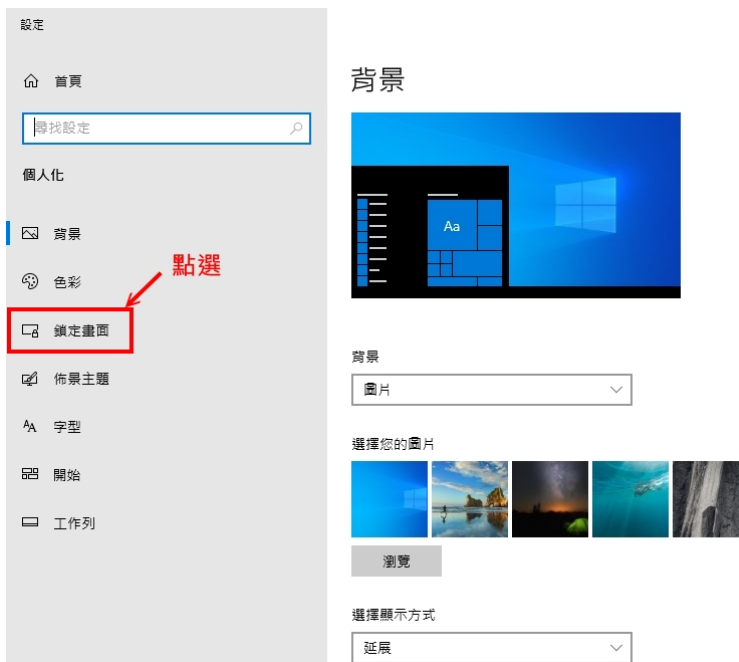 設定
首頁
尋找設定
個人化
背景
色彩
點選
鎖定畫面
佈景主題
字型
開始
工作列
背景
Aa
背景
圖片
選擇您的圖片
瀏覽
選擇顯示方式
延展